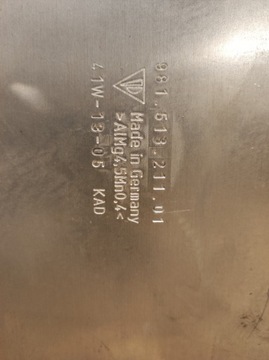 981.513.211.01
Made in Germany
>AlMg4,5Mn0,4<
41W-13-05 KAD